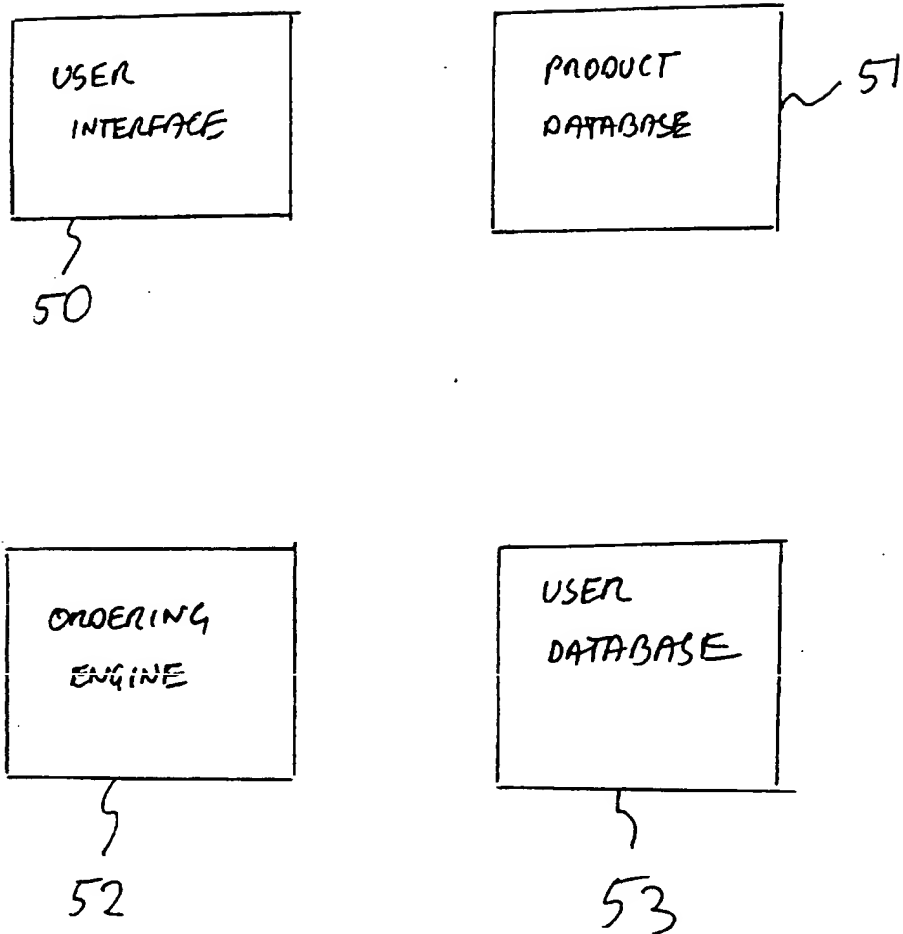 USER
INTERFACE
50
PRODUCT
DATABASE
51
ORDERING
ENGINE
52
USER
DATABASE
53